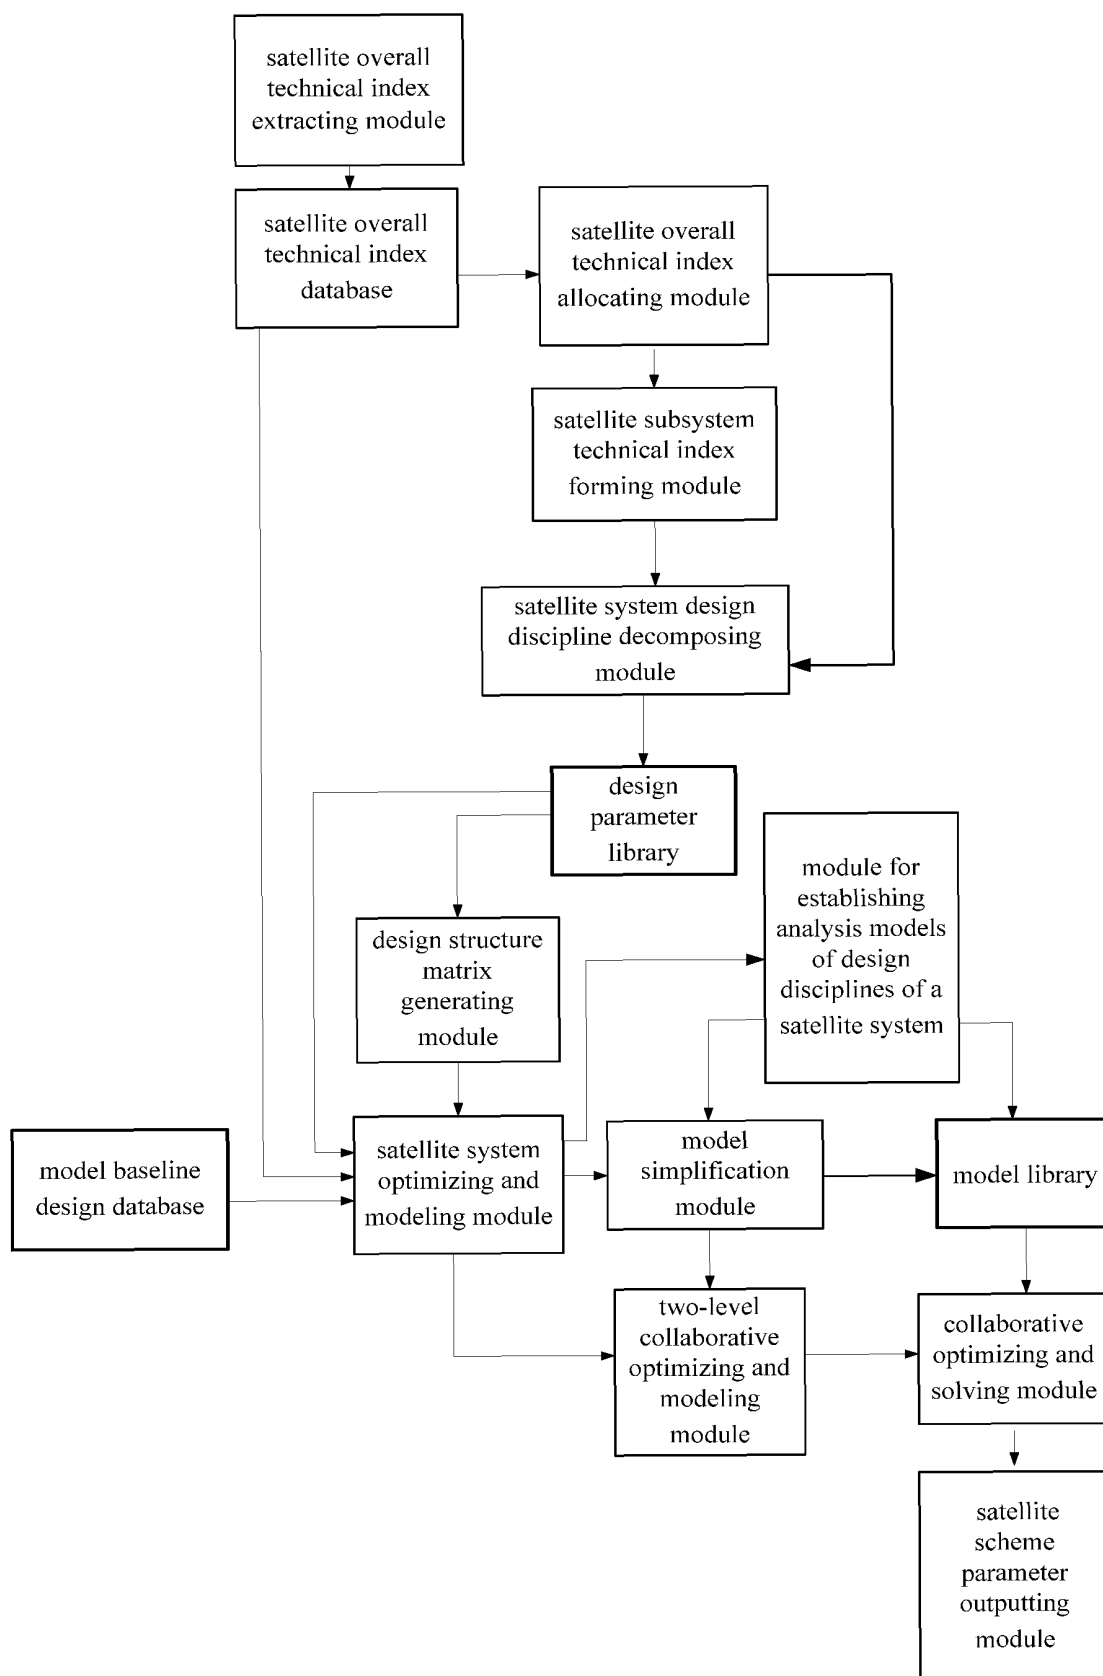 satellite overall
technical index
extracting module
satellite overall
technical index
database
satellite overall
technical index
allocating module
satellite subsystem
technical index
forming module
satellite system design
discipline decomposing
module
design
parameter
library
module for
establishing
analysis models
of design
disciplines of a
satellite system
design structure
matrix
generating
module
model baseline
design database
satellite system
optimizing and
modeling module
model
simplification
module
model library
two-level
collaborative
optimizing and
modeling
module
collaborative
optimizing and
solving module
satellite
scheme
parameter
outputting
module